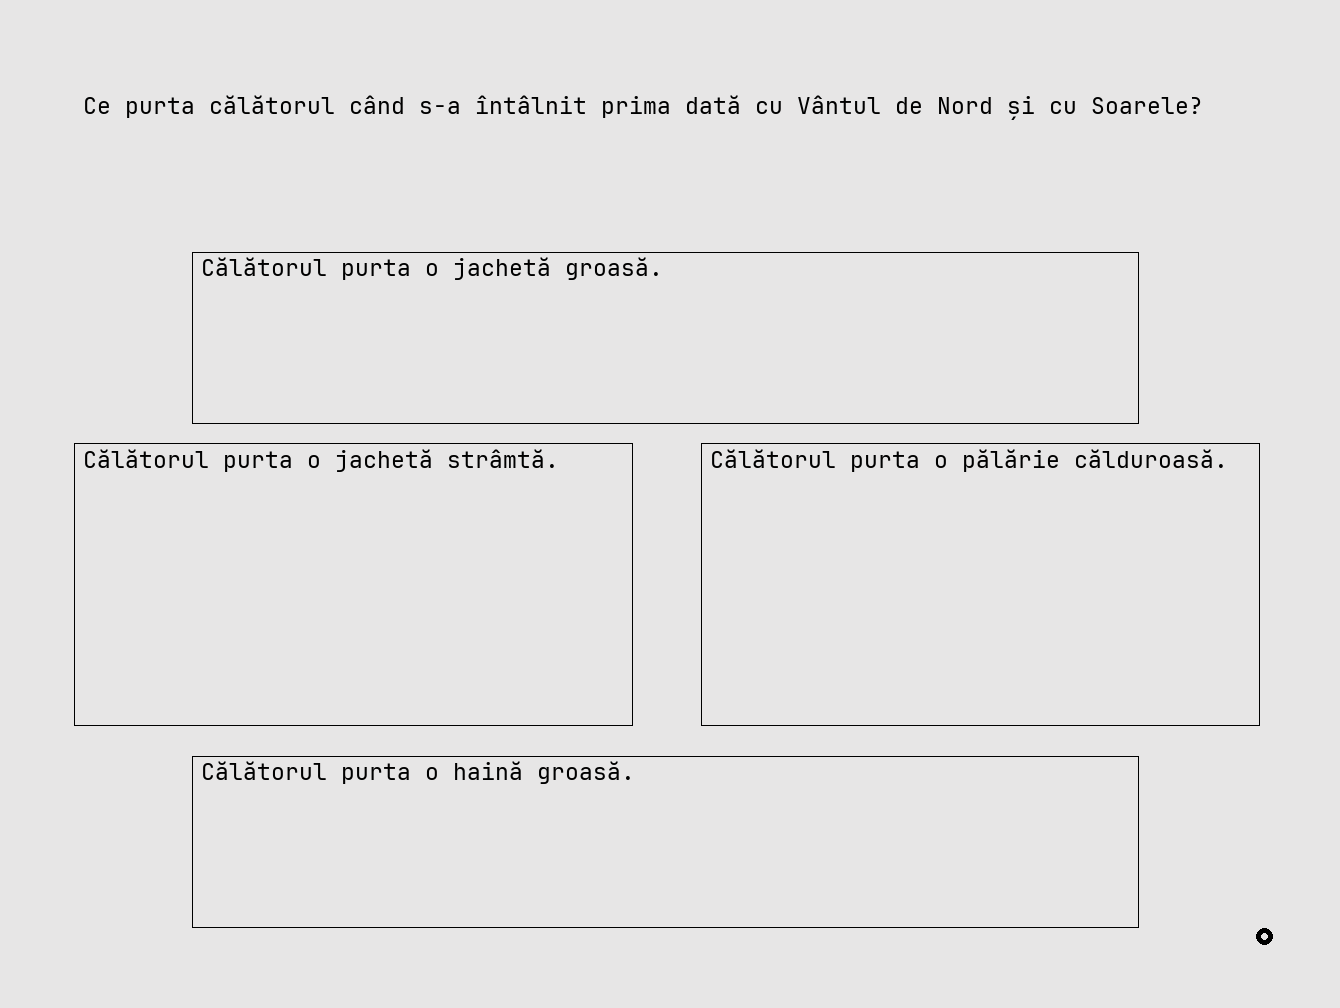 Ce purta călătorul când s-a întâlnit prima dată cu Vântul de Nord și cu Soarele?
Călătorul purta o jachetă groasă.
Călătorul purta o jachetă strâmtă.
Călătorul purta o pălărie călduroasă.
Călătorul purta o haină groasă.